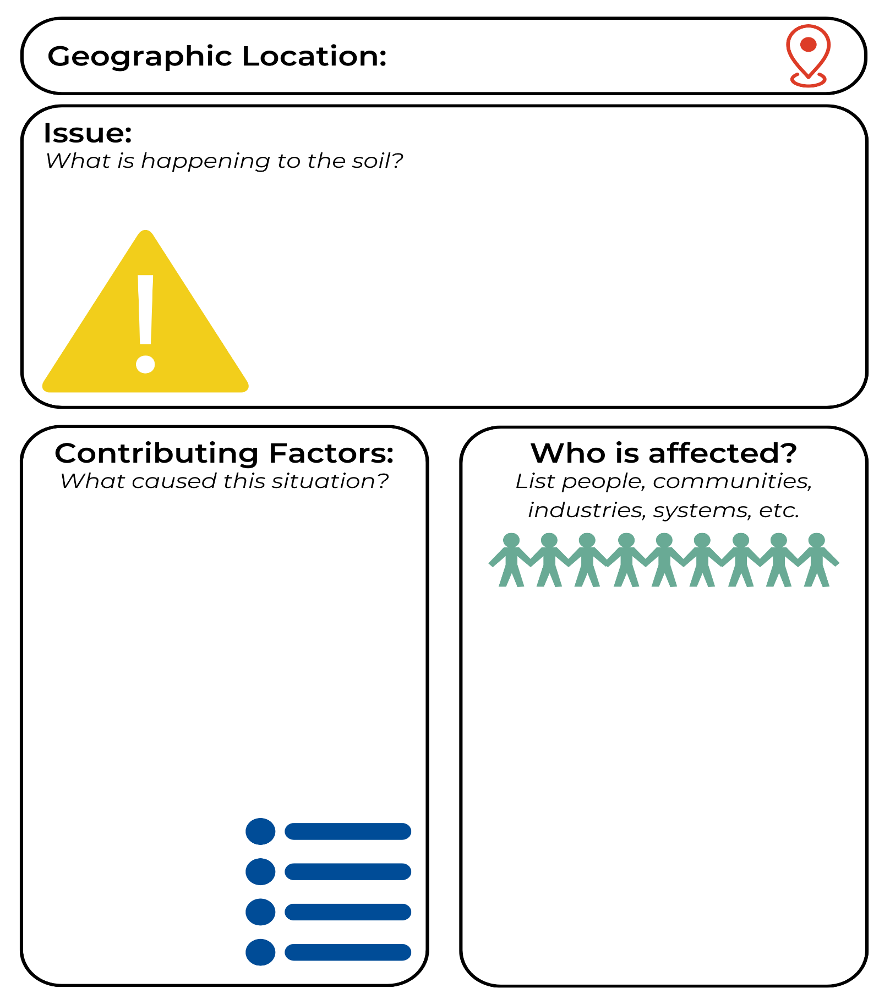 Geographic Location:
Issue:
What is happening to the soil?
Contributing Factors:
What caused this situation?
Who is affected?
List people, communities,
industries, systems, etc.